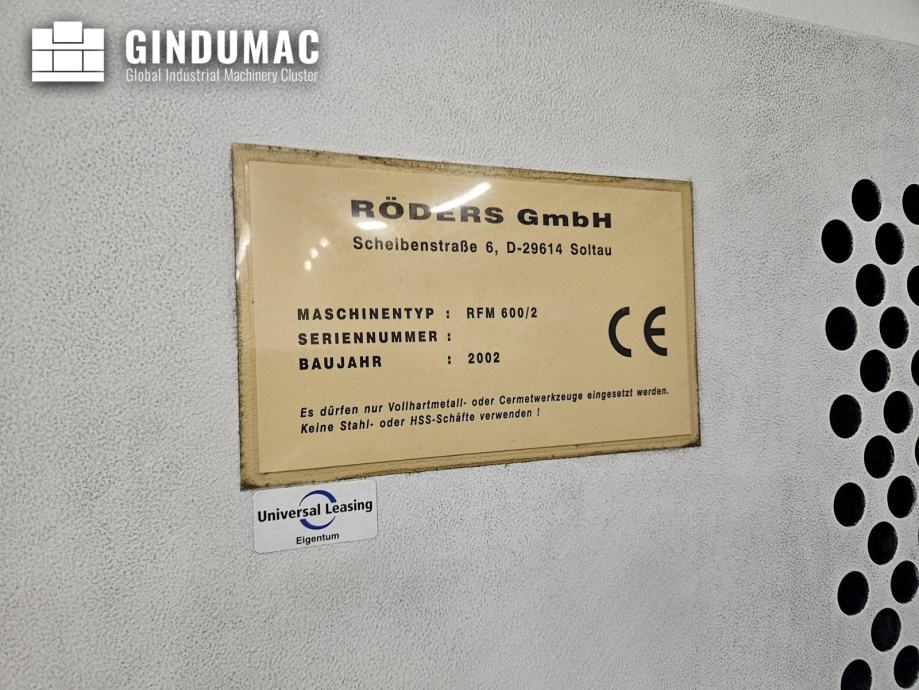 GINDUMAC
Global Industrial Machinery Cluster
RÖDERS GmbH
Scheibenstraße 6, D-29614 Soltau
MASCHINENTYP : RFM 600/2
SERIENNUMMER :
BAUJAHR : 2002
CE
Es dürfen nur Vollhartmetall- oder Cermetwerkzeuge eingesetzt werden.
Keine Stahl- oder HSS-Schäfte verwenden !
Universal Leasing
Eigentum